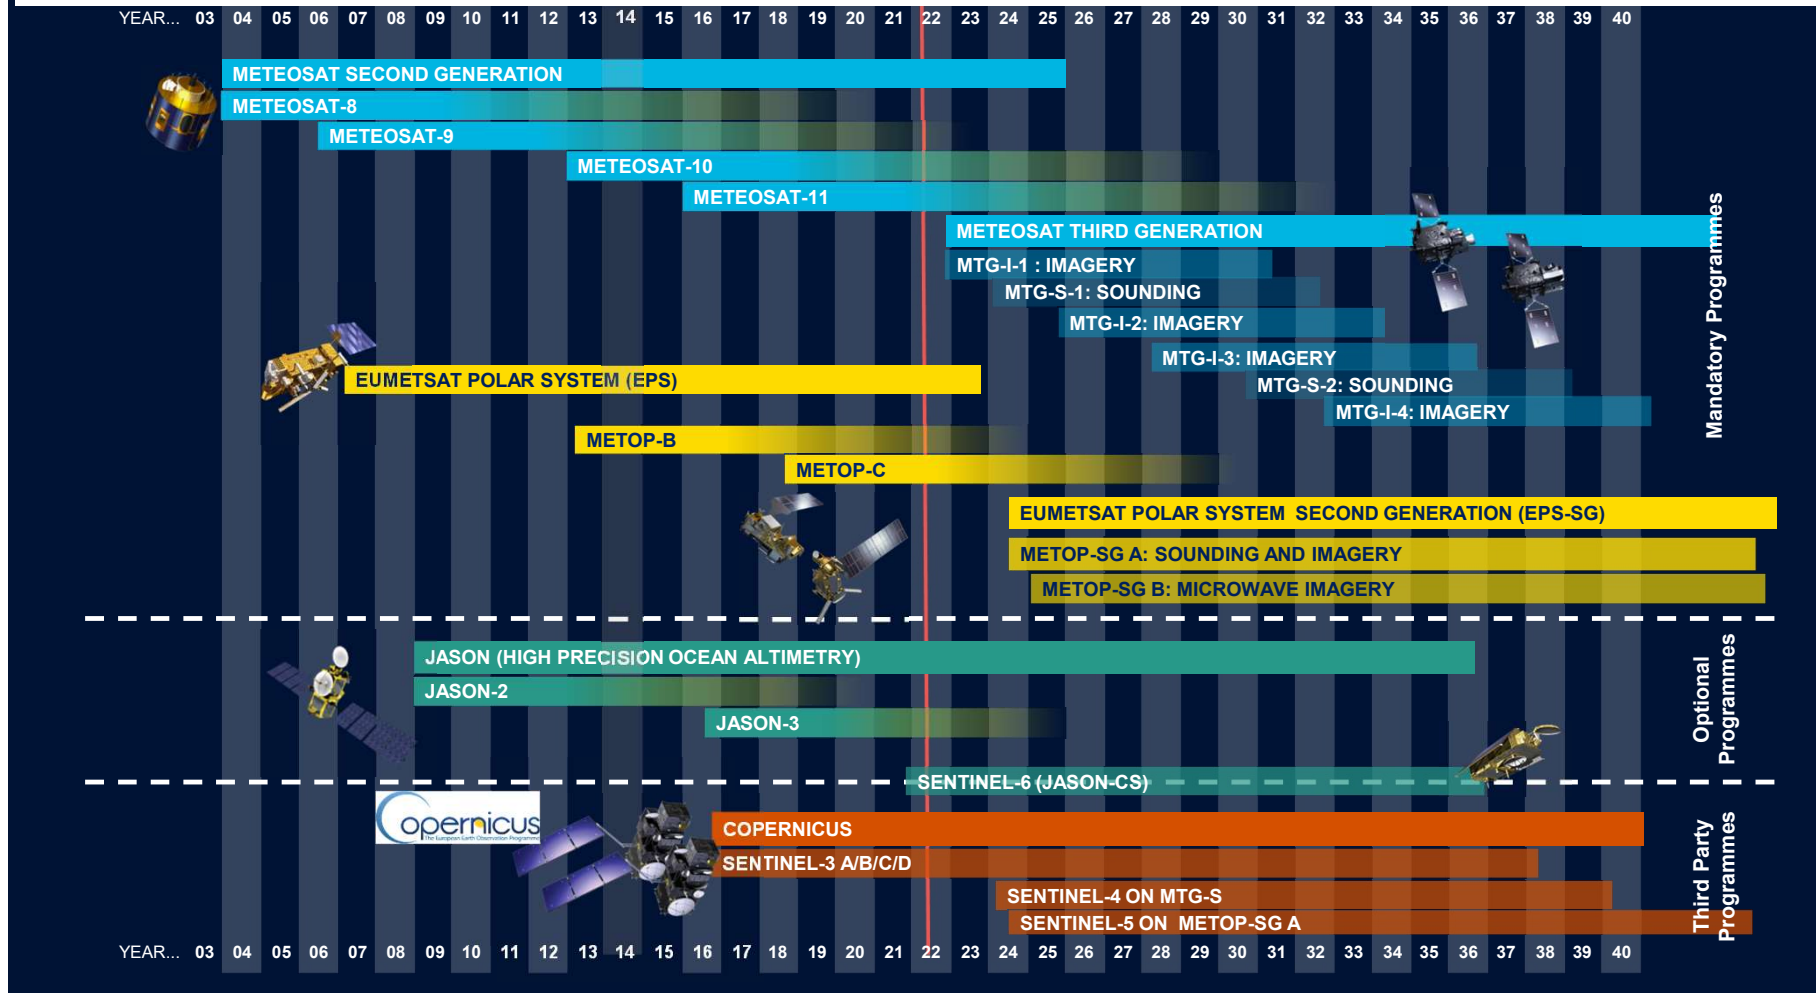 YEAR... 03 04 05 06 07 08 09 10 11 12 13 14 15 16 17 18 19 20 21 22 23 24 25 26 27 28 29 30 31 32 33 34 35 36 37 38 39 40
METEOSAT SECOND GENERATION
METEOSAT-8
METEOSAT-9
METEOSAT-10
METEOSAT-11
METEOSAT THIRD GENERATION
MTG-I-1 : IMAGERY
MTG-S-1: SOUNDING
MTG-I-2: IMAGERY
MTG-I-3: IMAGERY
EUMETSAT POLAR SYSTEM (EPS)
MTG-S-2: SOUNDING
MTG-I-4: IMAGERY
Mandatory Programmes
METOP-B
METOP-C
EUMETSAT POLAR SYSTEM SECOND GENERATION (EPS-SG)
METOP-SG A: SOUNDING AND IMAGERY
METOP-SG B: MICROWAVE IMAGERY
JASON (HIGH PRECISION OCEAN ALTIMETRY)
JASON-2
JASON-3
Optional
Programmes
SENTINEL-6 (JASON-CS)
Copernicus
The European Earth Observation Programme
COPERNICUS
SENTINEL-3 A/B/C/D
SENTINEL-4 ON MTG-S
SENTINEL-5 ON METOP-SG A
Third Party
Programmes
YEAR... 03 04 05 06 07 08 09 10 11 12 13 14 15 16 17 18 19 20 21 22 23 24 25 26 27 28 29 30 31 32 33 34 35 36 37 38 39 40